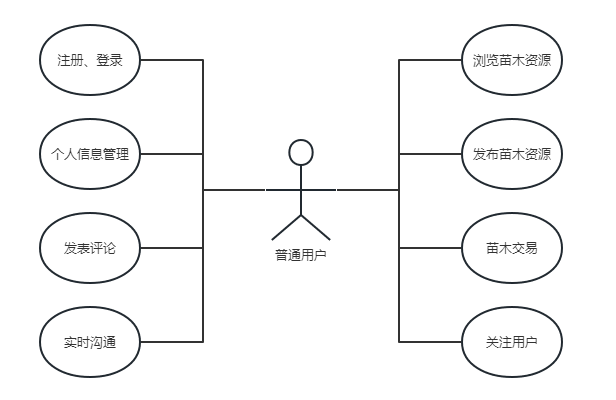 注册、登录
个人信息管理
发表评论
实时沟通
普通用户
浏览苗木资源
发布苗木资源
苗木交易
关注用户